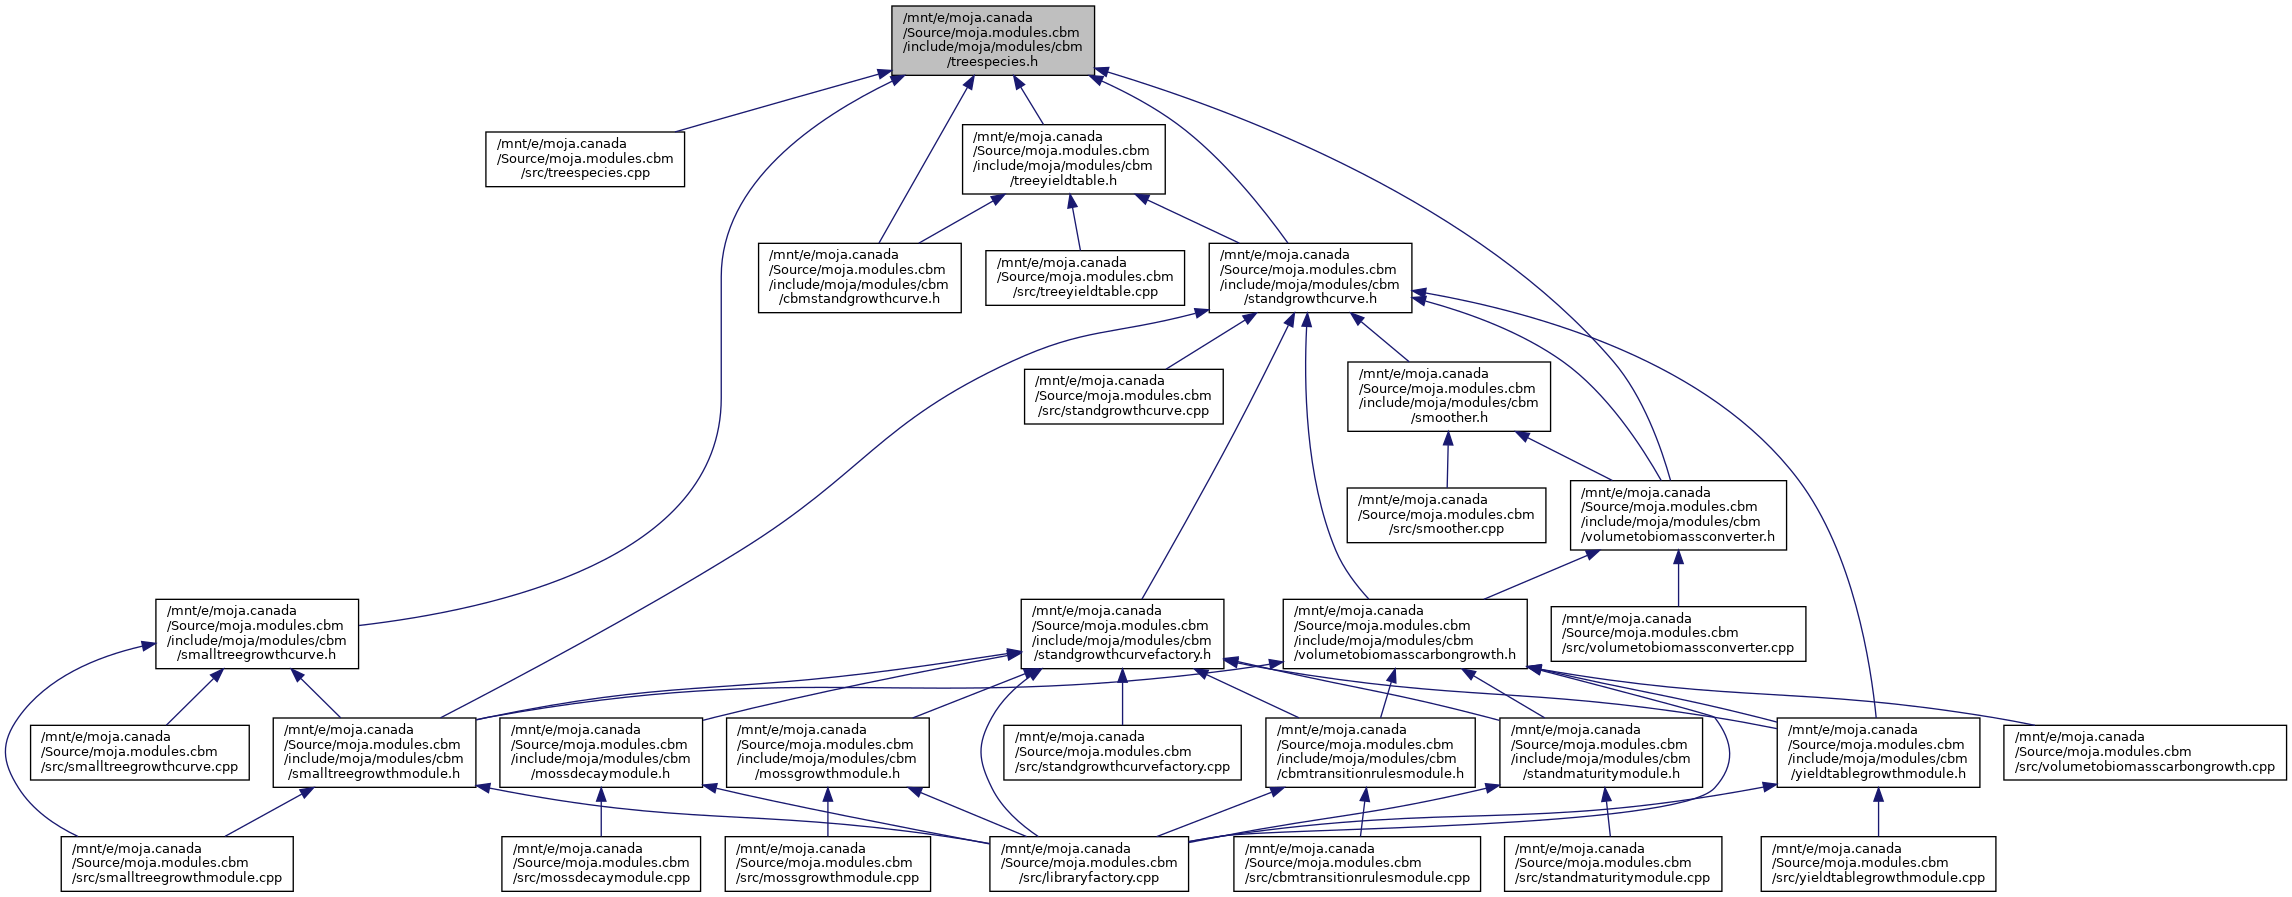 /mnt/e/moja.canada
/Source/moja.modules.cbm
/include/moja/modules/cbm
/treespecies.h
/mnt/e/moja.canada
/Source/moja.modules.cbm
/src/treespecies.cpp
/mnt/e/moja.canada
/Source/moja.modules.cbm
/include/moja/modules/cbm
/treeyieldtable.h
/mnt/e/moja.canada
/Source/moja.modules.cbm
/include/moja/modules/cbm
/cbmstandgrowthcurve.h
/mnt/e/moja.canada
/Source/moja.modules.cbm
/src/treeyieldtable.cpp
/mnt/e/moja.canada
/Source/moja.modules.cbm
/include/moja/modules/cbm
/standgrowthcurve.h
/mnt/e/moja.canada
/Source/moja.modules.cbm
/src/standgrowthcurve.cpp
/mnt/e/moja.canada
/Source/moja.modules.cbm
/include/moja/modules/cbm
/smoother.h
/mnt/e/moja.canada
/Source/moja.modules.cbm
/src/smoother.cpp
/mnt/e/moja.canada
/Source/moja.modules.cbm
/include/moja/modules/cbm
/volumetobiomassconverter.h
/mnt/e/moja.canada
/Source/moja.modules.cbm
/include/moja/modules/cbm
/smalltreegrowthcurve.h
/mnt/e/moja.canada
/Source/moja.modules.cbm
/include/moja/modules/cbm
/standgrowthcurvefactory.h
/mnt/e/moja.canada
/Source/moja.modules.cbm
/include/moja/modules/cbm
/volumetobiomasscarbongrowth.h
/mnt/e/moja.canada
/Source/moja.modules.cbm
/src/volumetobiomassconverter.cpp
/mnt/e/moja.canada
/Source/moja.modules.cbm
/src/smalltreegrowthcurve.cpp
/mnt/e/moja.canada
/Source/moja.modules.cbm
/include/moja/modules/cbm
/smalltreegrowthmodule.h
/mnt/e/moja.canada
/Source/moja.modules.cbm
/include/moja/modules/cbm
/mossdecaymodule.h
/mnt/e/moja.canada
/Source/moja.modules.cbm
/include/moja/modules/cbm
/mossgrowthmodule.h
/mnt/e/moja.canada
/Source/moja.modules.cbm
/src/standgrowthcurvefactory.cpp
/mnt/e/moja.canada
/Source/moja.modules.cbm
/include/moja/modules/cbm
/cbmtransitionrulesmodule.h
/mnt/e/moja.canada
/Source/moja.modules.cbm
/include/moja/modules/cbm
/standmaturitymodule.h
/mnt/e/moja.canada
/Source/moja.modules.cbm
/include/moja/modules/cbm
/yieldtablegrowthmodule.h
/mnt/e/moja.canada
/Source/moja.modules.cbm
/src/volumetobiomasscarbongrowth.cpp
/mnt/e/moja.canada
/Source/moja.modules.cbm
/src/smalltreegrowthmodule.cpp
/mnt/e/moja.canada
/Source/moja.modules.cbm
/src/mossdecaymodule.cpp
/mnt/e/moja.canada
/Source/moja.modules.cbm
/src/mossgrowthmodule.cpp
/mnt/e/moja.canada
/Source/moja.modules.cbm
/src/libraryfactory.cpp
/mnt/e/moja.canada
/Source/moja.modules.cbm
/src/cbmtransitionrulesmodule.cpp
/mnt/e/moja.canada
/Source/moja.modules.cbm
/src/standmaturitymodule.cpp
/mnt/e/moja.canada
/Source/moja.modules.cbm
/src/yieldtablegrowthmodule.cpp